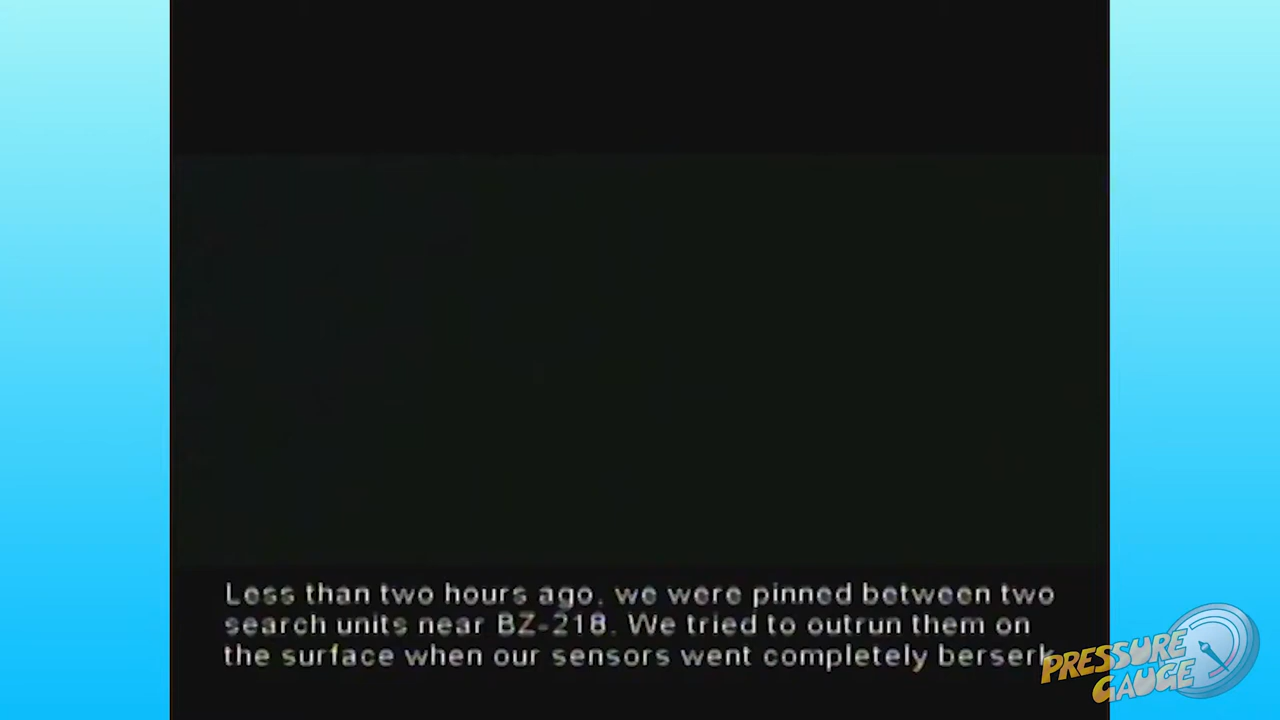 Less than two hours ago, we were pinned between two
search units near BZ-218. We tried to outrun them on
the surface when our sensors went completely berserk
PRESSURE
GAUGE